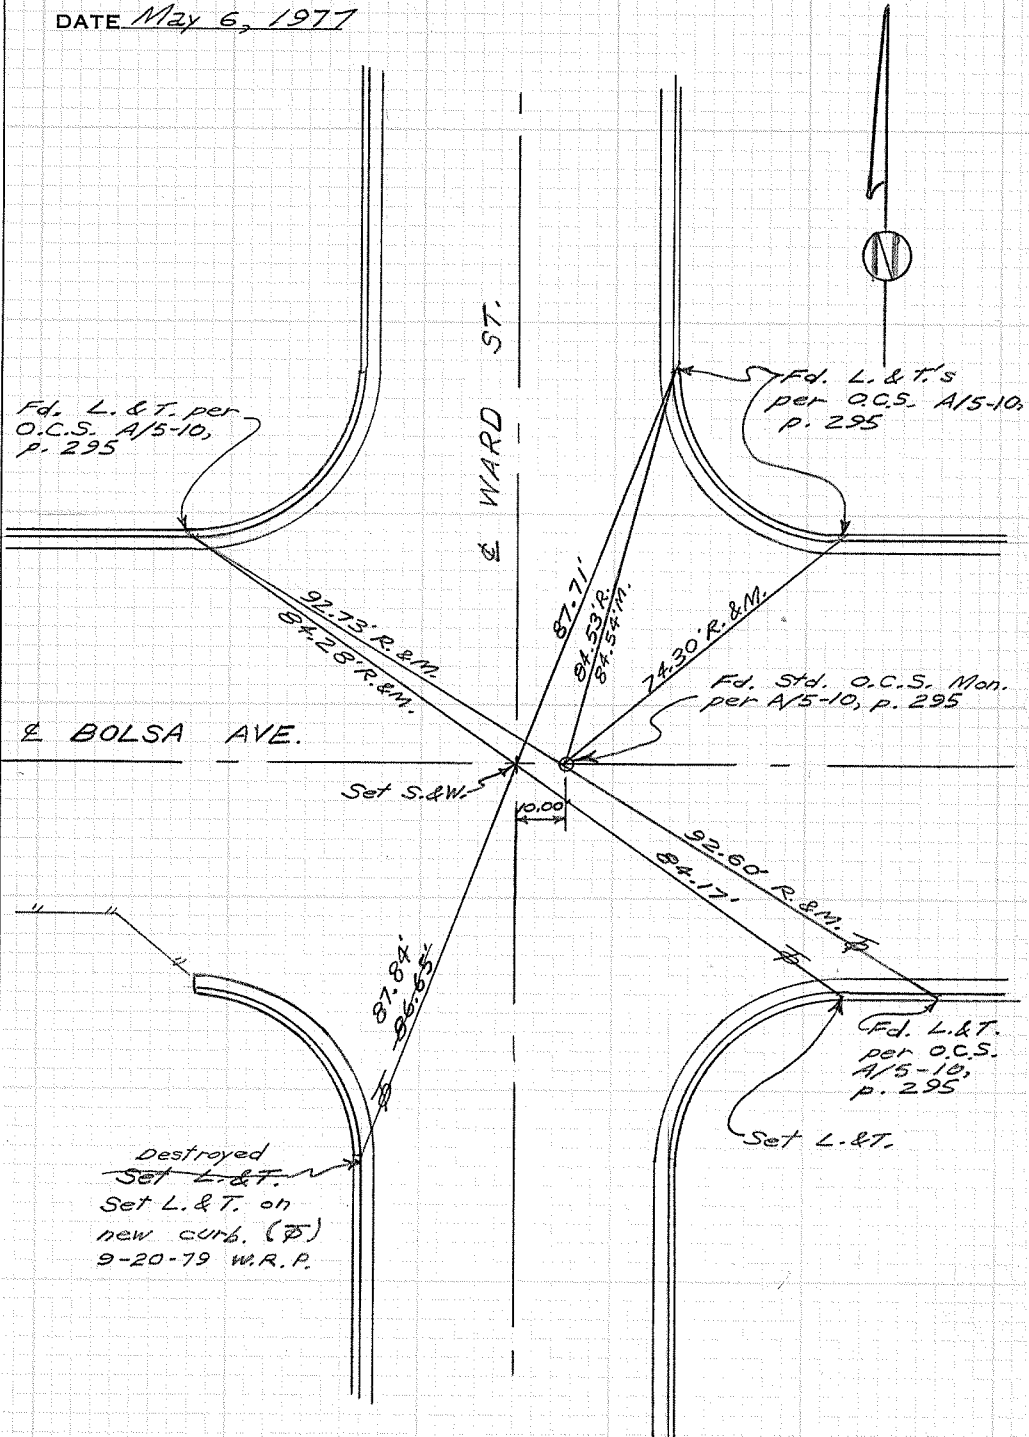 DATE May 6, 1977
N
Fd. L. & T. per
O.C.S. A/5-10,
p. 295
Fd. L. & T.'s
per O.C.S. A/5-10,
p. 295
℄ WARD ST.
92.73' R.&M.
84.28' R.&M.
87.71'
84.53' R.
84.54' M.
74.30' R.&M.
Fd. Std. O.C.S. Mon.
per A/5-10, p. 295
℄ BOLSA AVE.
Set S.&W.
10.00
92.60' R.&M.
84.17'
87.84'
86.65'
Fd. L.&T.
per O.C.S.
A/5-10,
p. 295
Set L.&T.
Destroyed
Set L.&T.
Set L.&T. on
new curb.
9-20-79 W.R.P.